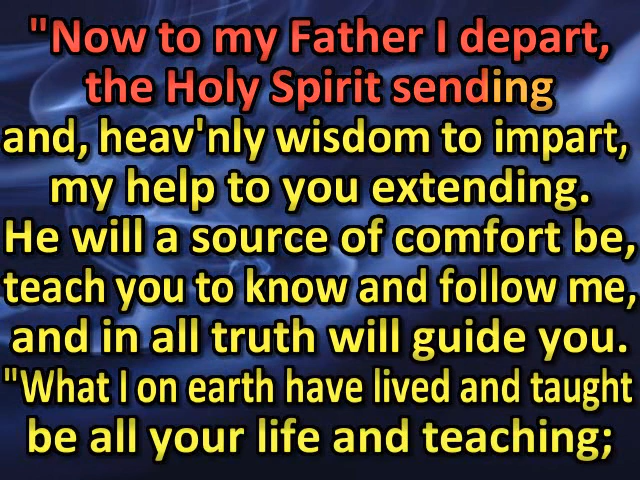 "Now to my Father I depart,
the Holy Spirit sending
and, heav'nly wisdom to impart,
my help to you extending.
He will a source of comfort be,
teach you to know and follow me,
and in all truth will guide you.
"What I on earth have lived and taught
be all your life and teaching;